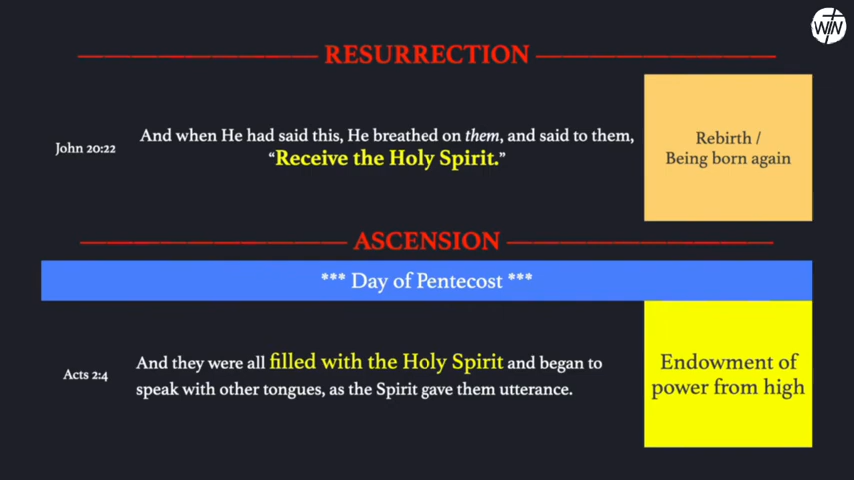 WIN
RESURRECTION
John 20:22
And when He had said this, He breathed on them, and said to them,
“Receive the Holy Spirit.”
Rebirth /
Being born again
ASCENSION
*** Day of Pentecost ***
Acts 2:4
And they were all filled with the Holy Spirit and began to
speak with other tongues, as the Spirit gave them utterance.
Endowment of
power from high